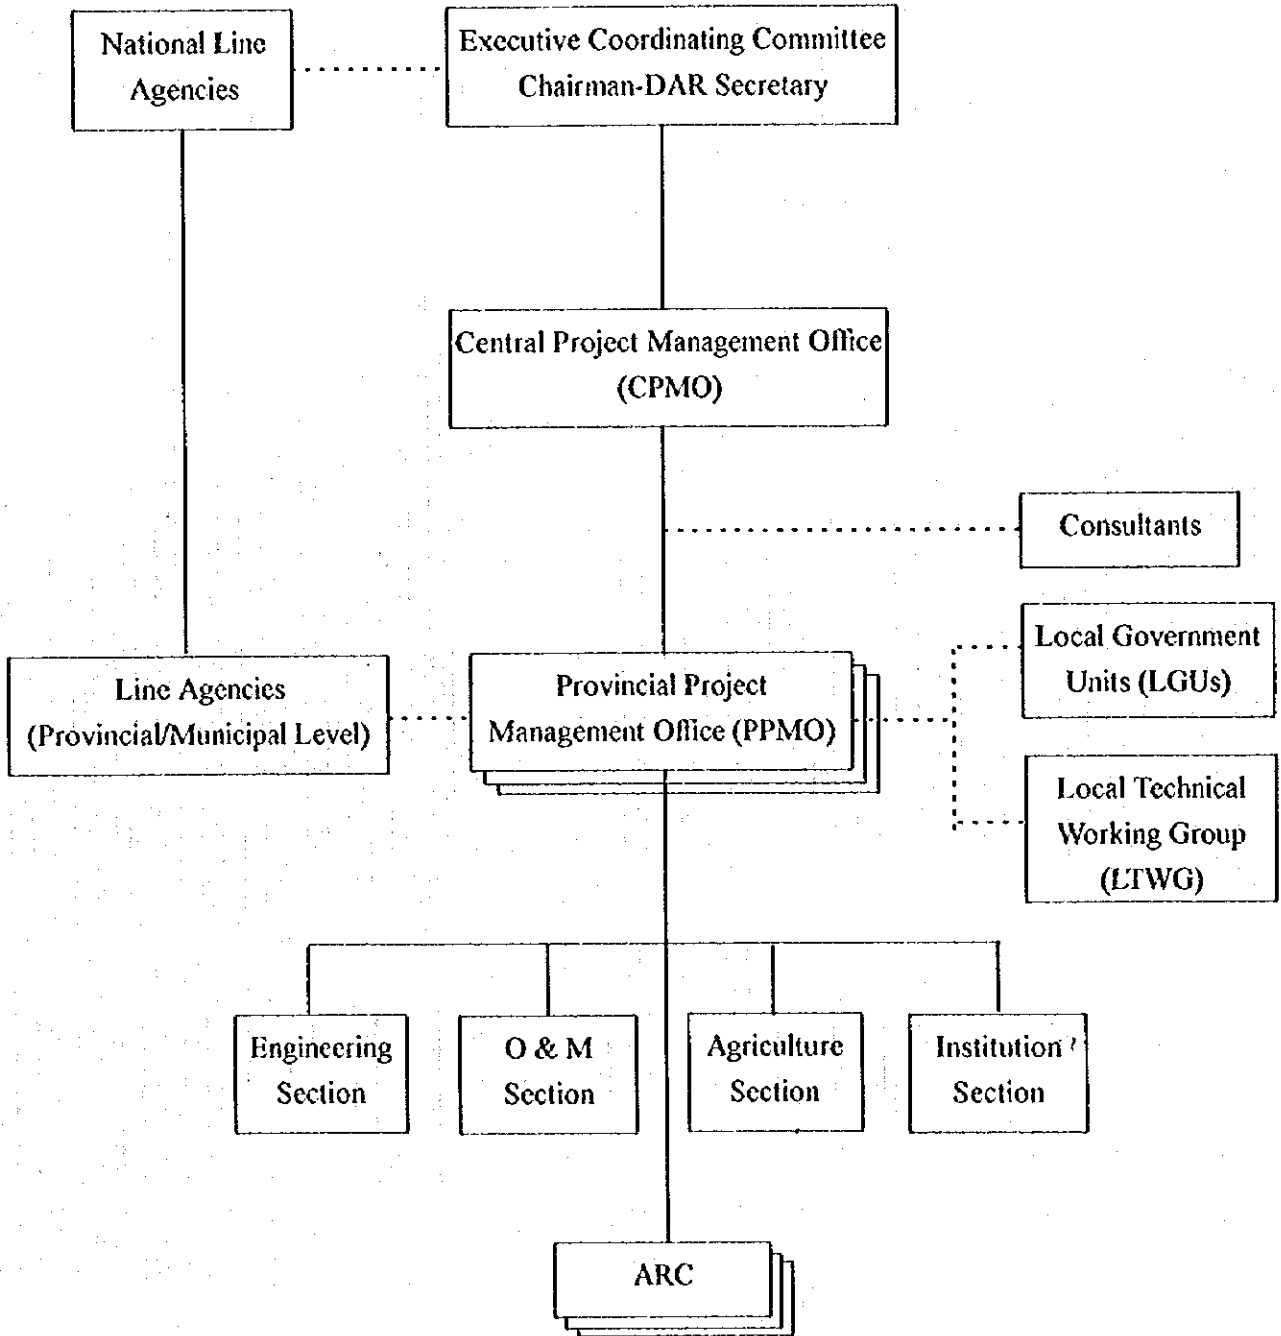 National Line
Agencies
Executive Coordinating Committee
Chairman-DAR Secretary
Central Project Management Office
(CPMO)
Consultants
Local Government
Units (LGUs)
Line Agencies
(Provincial/Municipal Level)
Provincial Project
Management Office (PPMO)
Local Technical
Working Group
(LTWG)
Engineering
Section
O & M
Section
Agriculture
Section
Institution
Section
ARC